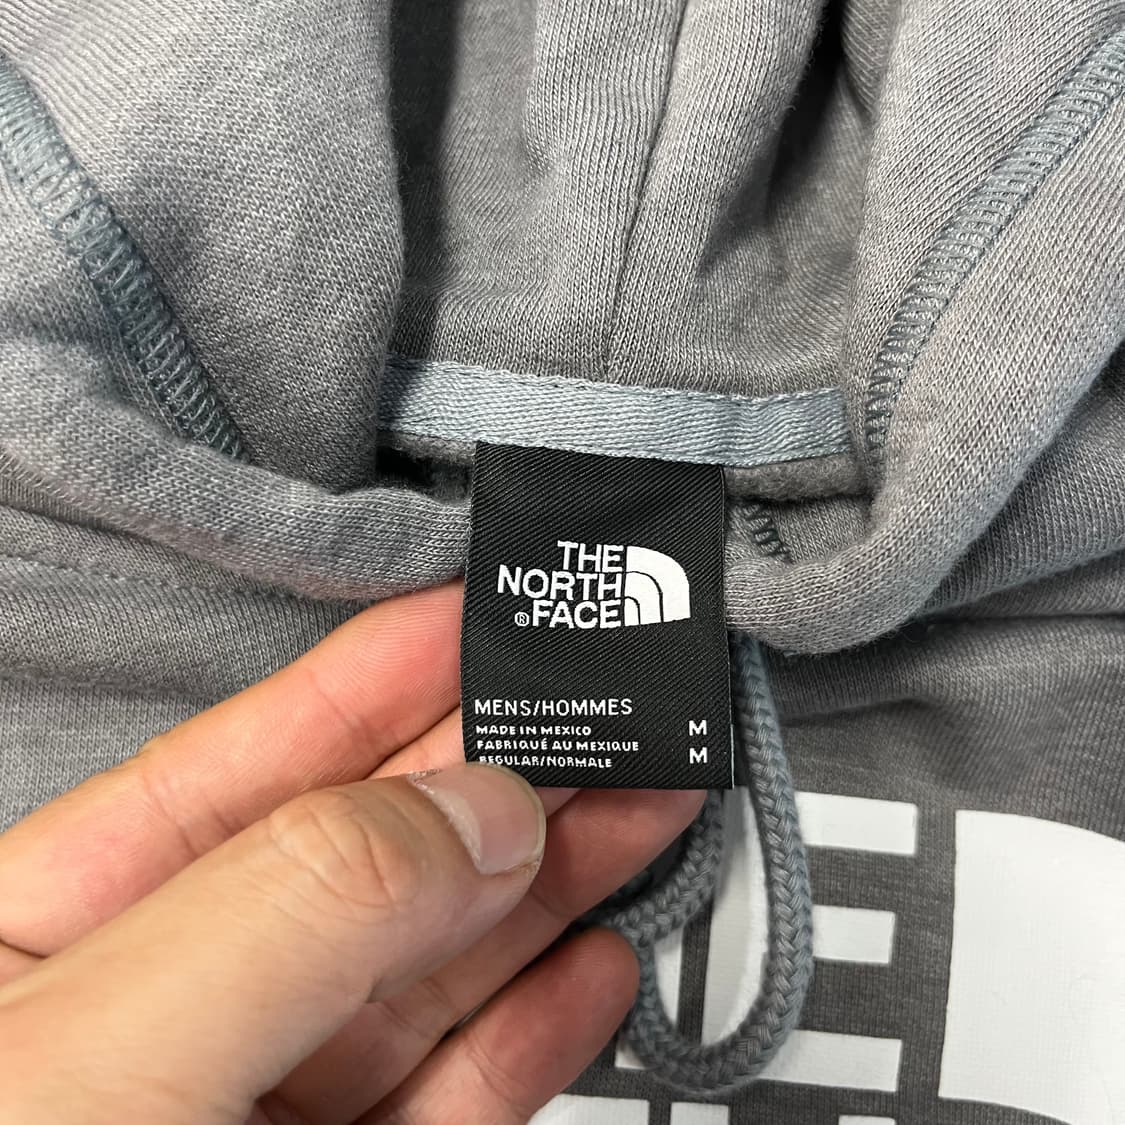 THE
NORTH
®FACE
MENS/HOMMES
MADE IN MEXICO M
FABRIQUÉ AU MEXIQUE M
REGULAR/NORMALE